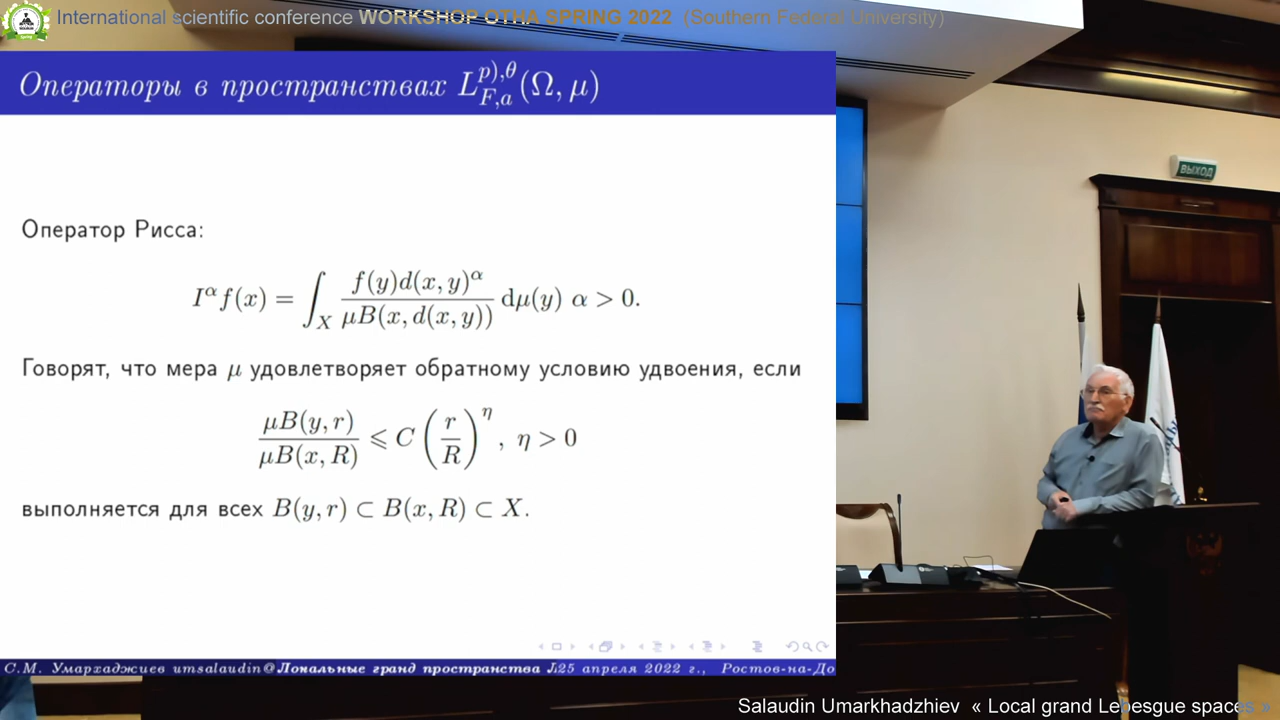 International scientific conference WORKSHOP OTHA SPRING 2022 (Southern Federal University)
Операторы в пространствах $L_{F,a}^{p),\theta}(\Omega, \mu)$
ВЫХОД
Оператор Рисса:
$I^{\alpha} f(x) = \int_X \frac{f(y)d(x,y)^{\alpha}}{\mu B(x,d(x,y))} \mathrm{d}\mu(y) \ \alpha > 0.$
Говорят, что мера $\mu$ удовлетворяет обратному условию удвоения, если
$\frac{\mu B(y,r)}{\mu B(x,R)} \leqslant C \left(\frac{r}{R}\right)^{\eta}, \ \eta > 0$
выполняется для всех $B(y,r) \subset B(x,R) \subset X.$
С.М. Умархаджиев umsalaudin@Лональные гранд пространства Л25 апреля 2022 г., Ростов-на-До
Salaudin Umarkhadzhiev « Local grand Lebesgue spaces »